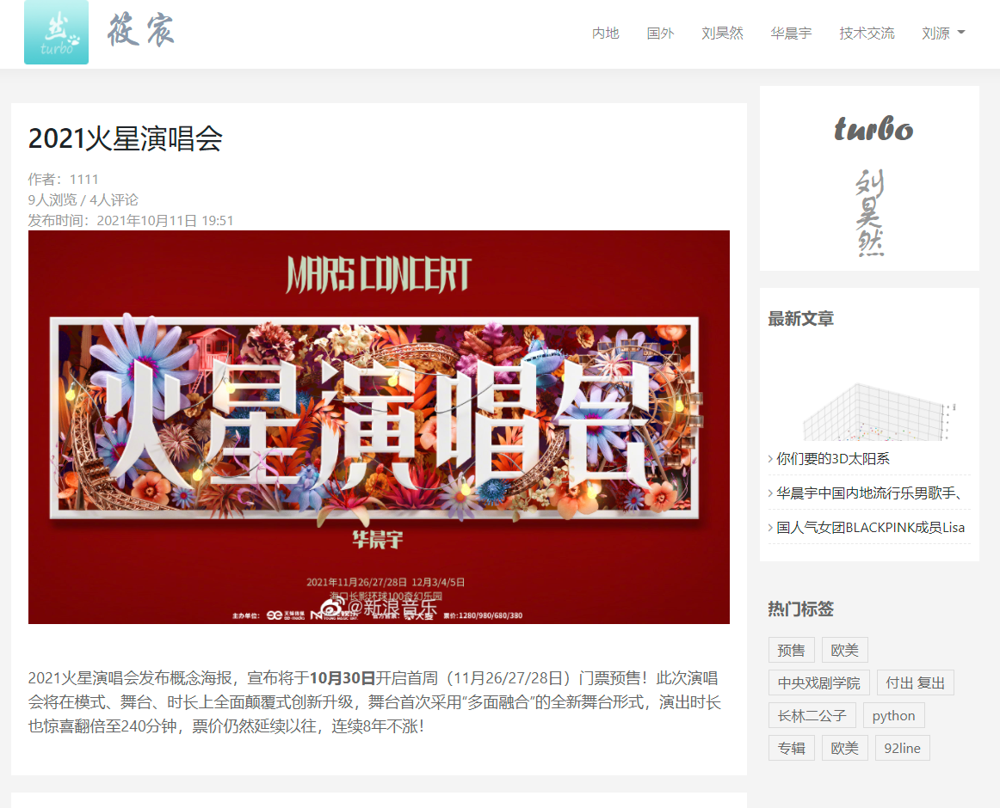 然
turbo
筱宸
内地 国外 刘昊然 华晨宇 技术交流 刘源
2021火星演唱会
作者：1111
9人浏览 / 4人评论
发布时间：2021年10月11日 19:51
MARS CONCERT
火星演唱会
华晨宇
2021年11月26/27/28日 12月3/4/5日
海口长影环球100奇幻乐园
@新浪音乐
主办单位：
票价:1280/980/680/380
2021火星演唱会发布概念海报，宣布将于10月30日开启首周（11月26/27/28日）门票预售！此次演唱
会将在模式、舞台、时长上全面颠覆式创新升级，舞台首次采用“多面融合”的全新舞台形式，演出时长
也惊喜翻倍至240分钟，票价仍然延续以往，连续8年不涨！
turbo
刘昊然
最新文章
你们要的3D太阳系
华晨宇中国内地流行乐男歌手、
国人气女团BLACKPINK成员Lisa
热门标签
预售 欧美
中央戏剧学院 付出 复出
长林二公子 python
专辑 欧美 92line